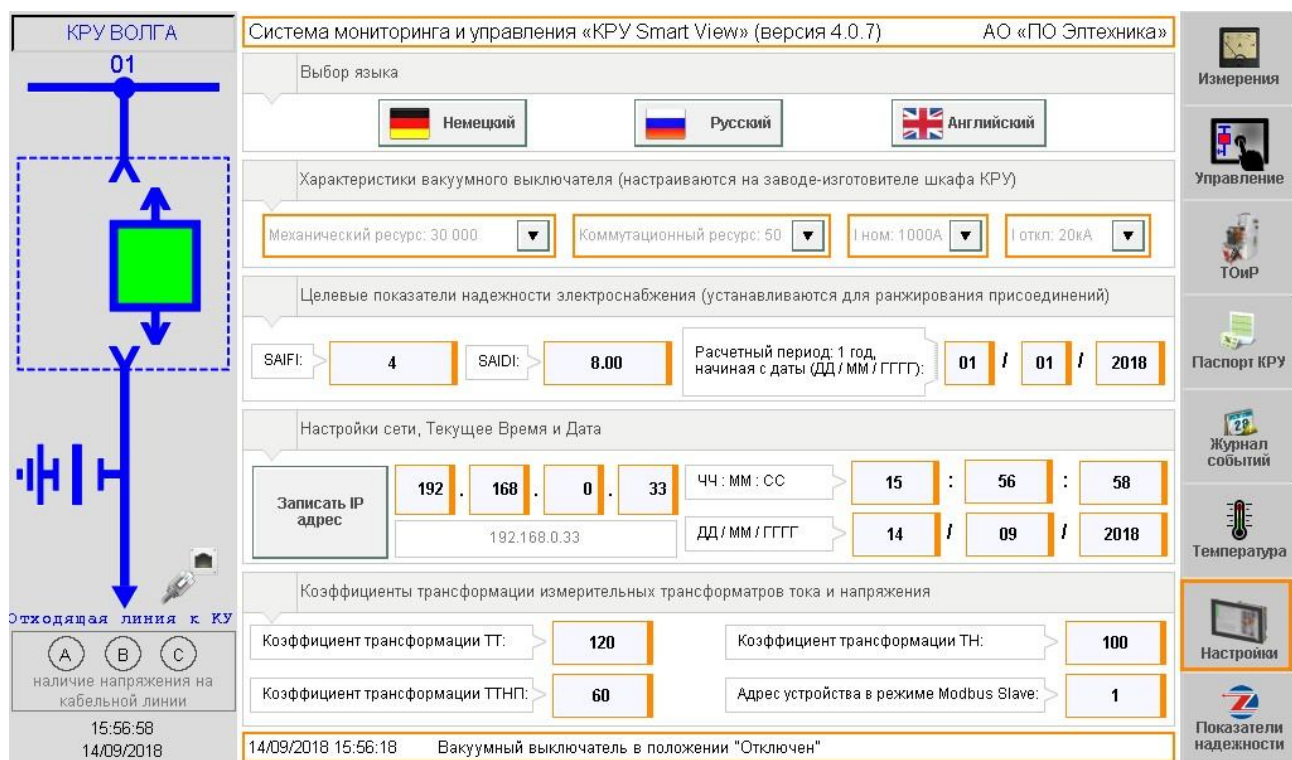 КРУ ВОЛГА
01
Отходящая линия к КУ
A B C
наличие напряжения на
кабельной линии
15:56:58
14/09/2018
Система мониторинга и управления «КРУ Smart View» (версия 4.0.7) АО «ПО Элтехника»
Выбор языка
Немецкий Русский Английский
Характеристики вакуумного выключателя (настраиваются на заводе-изготовителе шкафа КРУ)
Механический ресурс: 30 000 Коммутационный ресурс: 50 I ном: 1000А I откл: 20кА
Целевые показатели надежности электроснабжения (устанавливаются для ранжирования присоединений)
SAIFI: 4 SAIDI: 8.00
Расчетный период: 1 год,
начиная с даты (ДД / ММ / ГГГГ):
01 / 01 / 2018
Настройки сети, Текущее Время и Дата
Записать IP
адрес
192 . 168 . 0 . 33
192.168.0.33
ЧЧ : ММ : СС 15 : 56 : 58
ДД / ММ / ГГГГ 14 / 09 / 2018
Коэффициенты трансформации измерительных трансформатров тока и напряжения
Коэффициент трансформации ТТ: 120 Коэффициент трансформации ТН: 100
Коэффициент трансформации ТТНП: 60 Адрес устройства в режиме Modbus Slave: 1
14/09/2018 15:56:18 Вакуумный выключатель в положении "Отключен"
Измерения
Управление
ТОиР
Паспорт КРУ
Журнал
событий
Температура
Настройки
Показатели
надежности